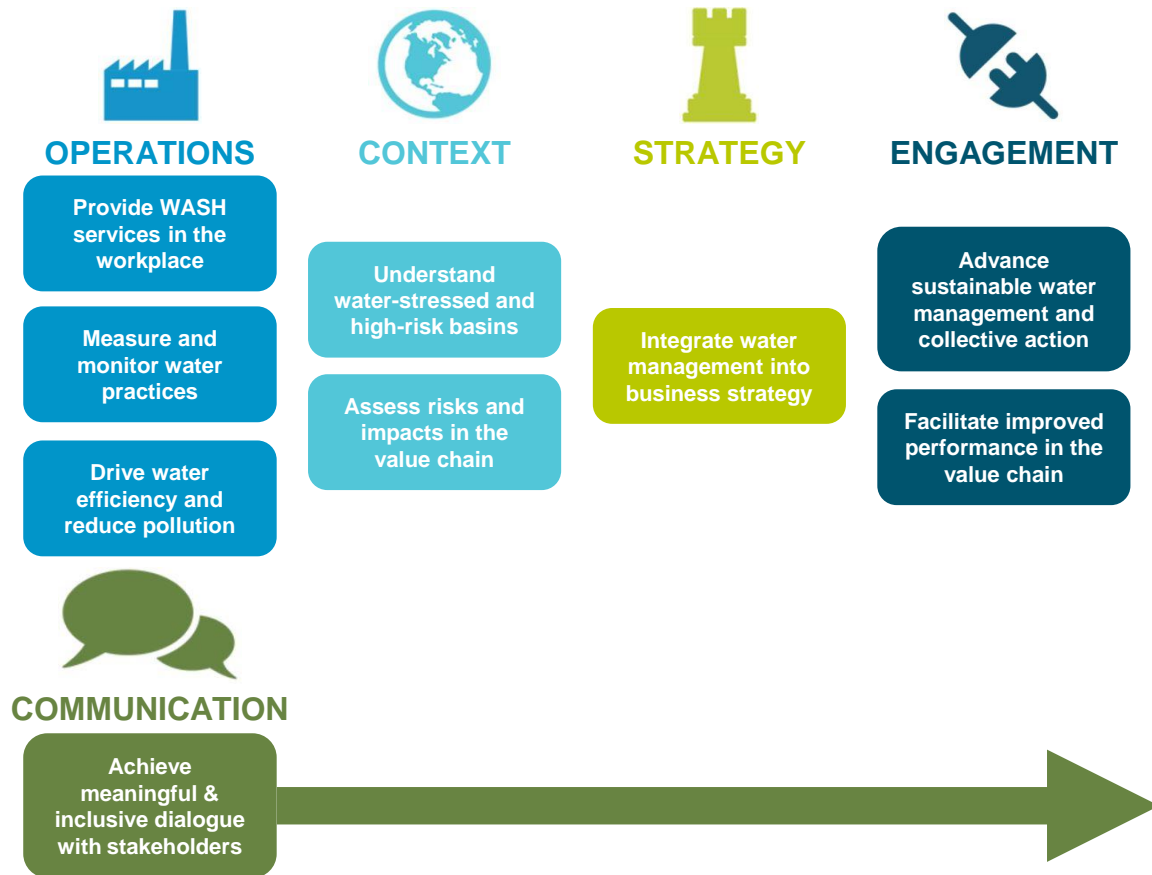 OPERATIONS
Provide WASH
services in the
workplace
Measure and
monitor water
practices
Drive water
efficiency and
reduce pollution
CONTEXT
Understand
water-stressed and
high-risk basins
Assess risks and
impacts in the
value chain
STRATEGY
Integrate water
management into
business strategy
ENGAGEMENT
Advance
sustainable water
management and
collective action
Facilitate improved
performance in the
value chain
COMMUNICATION
Achieve
meaningful &
inclusive dialogue
with stakeholders